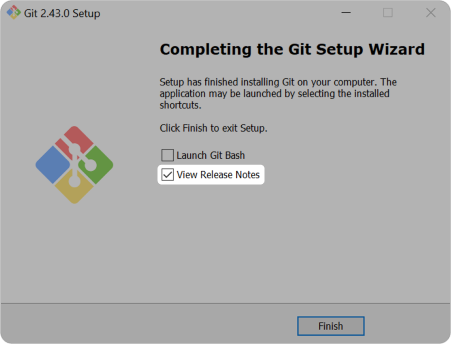 Git 2.43.0 Setup
Completing the Git Setup Wizard
Setup has finished installing Git on your computer. The
application may be launched by selecting the installed
shortcuts.
Click Finish to exit Setup.
Launch Git Bash
View Release Notes
Finish